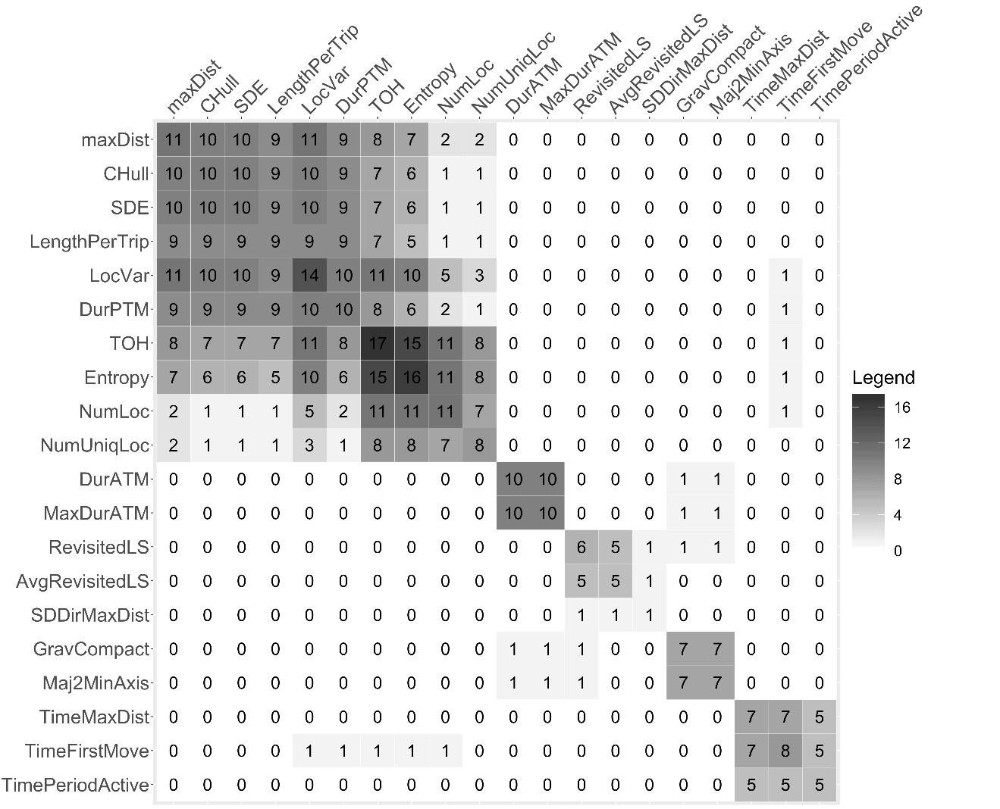 maxDist CHull SDE LengthPerTrip LocVar DurPTM TOH Entropy NumLoc NumUniqLoc DurATM MaxDurATM RevisitedLS AvgRevisitedLS SDDirMaxDist GravCompact Maj2MinAxis TimeMaxDist TimeFirstMove TimePeriodActive
maxDist 11 10 10 9 11 9 8 7 2 2 0 0 0 0 0 0 0 0 0 0
CHull 10 10 10 9 10 9 7 6 1 1 0 0 0 0 0 0 0 0 0 0
SDE 10 10 10 9 10 9 7 6 1 1 0 0 0 0 0 0 0 0 0 0
LengthPerTrip 9 9 9 9 9 9 7 5 1 1 0 0 0 0 0 0 0 0 0 0
LocVar 11 10 10 9 14 10 11 10 5 3 0 0 0 0 0 0 0 0 1 0
DurPTM 9 9 9 9 10 10 8 6 2 1 0 0 0 0 0 0 0 0 1 0
TOH 8 7 7 7 11 8 17 15 11 8 0 0 0 0 0 0 0 0 1 0
Entropy 7 6 6 5 10 6 15 16 11 8 0 0 0 0 0 0 0 0 1 0
NumLoc 2 1 1 1 5 2 11 11 11 7 0 0 0 0 0 0 0 0 1 0
NumUniqLoc 2 1 1 1 3 1 8 8 7 8 0 0 0 0 0 0 0 0 0 0
DurATM 0 0 0 0 0 0 0 0 0 0 10 10 0 0 0 1 1 0 0 0
MaxDurATM 0 0 0 0 0 0 0 0 0 0 10 10 0 0 0 1 1 0 0 0
RevisitedLS 0 0 0 0 0 0 0 0 0 0 0 0 6 5 1 1 1 0 0 0
AvgRevisitedLS 0 0 0 0 0 0 0 0 0 0 0 0 5 5 1 0 0 0 0 0
SDDirMaxDist 0 0 0 0 0 0 0 0 0 0 0 0 1 1 1 0 0 0 0 0
GravCompact 0 0 0 0 0 0 0 0 0 0 1 1 1 0 0 7 7 0 0 0
Maj2MinAxis 0 0 0 0 0 0 0 0 0 0 1 1 1 0 0 7 7 0 0 0
TimeMaxDist 0 0 0 0 0 0 0 0 0 0 0 0 0 0 0 0 0 7 7 5
TimeFirstMove 0 0 0 0 1 1 1 1 1 0 0 0 0 0 0 0 0 7 8 5
TimePeriodActive 0 0 0 0 0 0 0 0 0 0 0 0 0 0 0 0 0 5 5 5
Legend
16
12
8
4
0